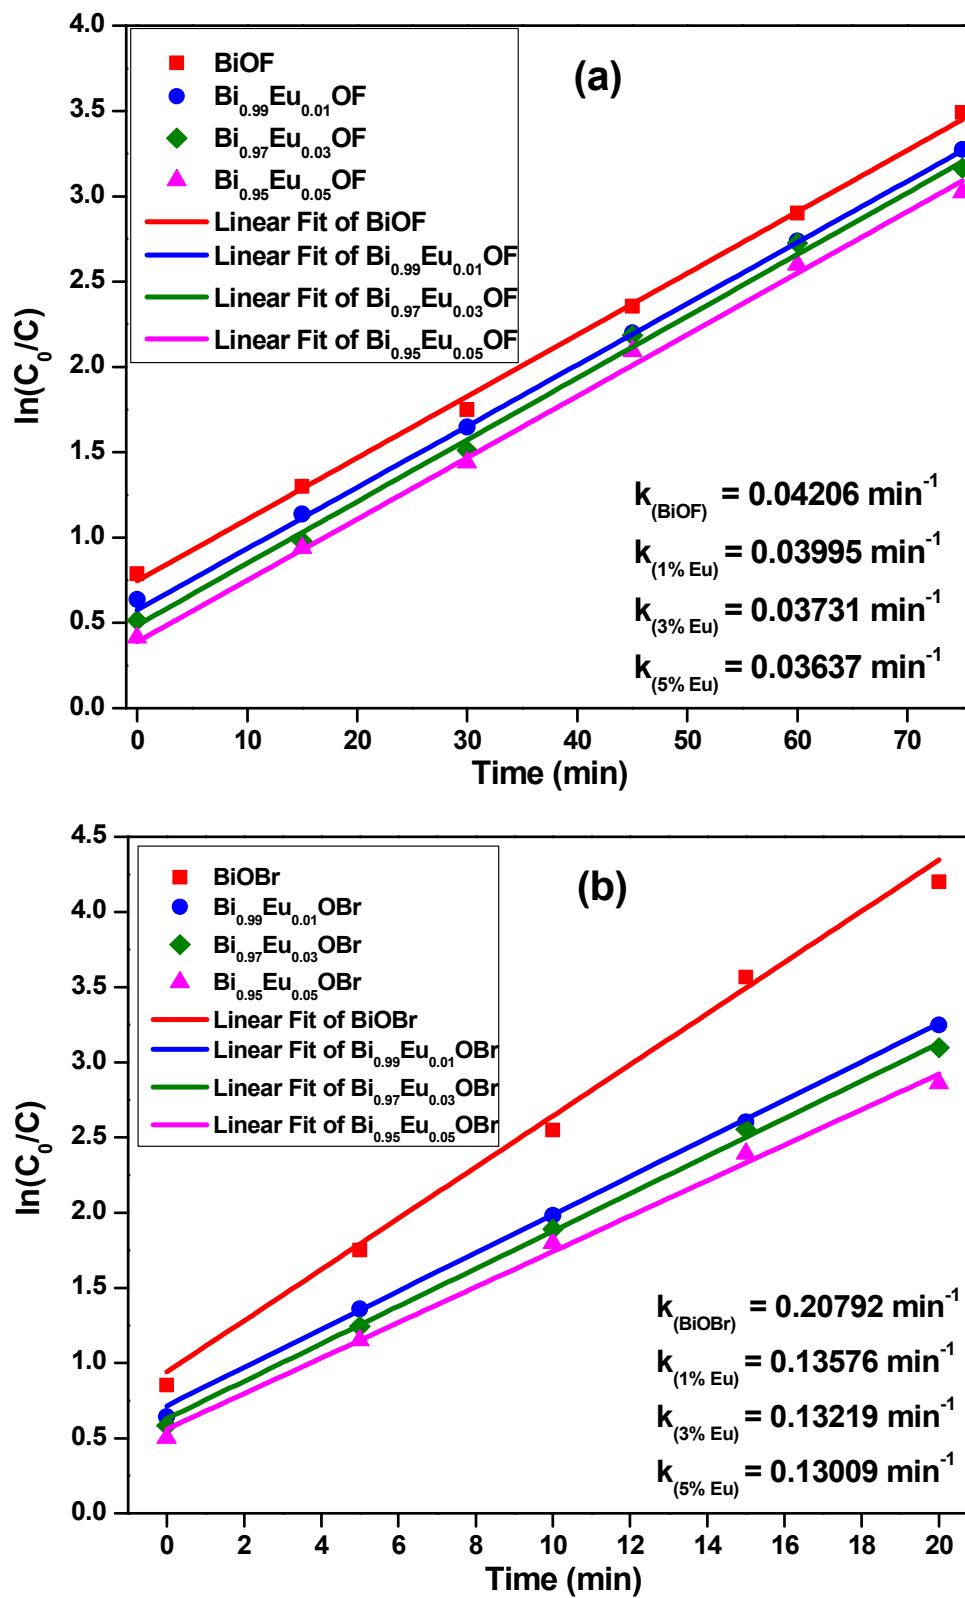 4.0
3.5
3.0
2.5
2.0
1.5
1.0
0.5
0.0
ln(C₀/C)
(a)
BiOF
Bi₀.₉₉Eu₀.₀₁OF
Bi₀.₉₇Eu₀.₀₃OF
Bi₀.₉₅Eu₀.₀₅OF
Linear Fit of BiOF
Linear Fit of Bi₀.₉₉Eu₀.₀₁OF
Linear Fit of Bi₀.₉₇Eu₀.₀₃OF
Linear Fit of Bi₀.₉₅Eu₀.₀₅OF
k(BiOF) = 0.04206 min⁻¹
k(1% Eu) = 0.03995 min⁻¹
k(3% Eu) = 0.03731 min⁻¹
k(5% Eu) = 0.03637 min⁻¹
0 10 20 30 40 50 60 70
Time (min)
4.5
4.0
3.5
3.0
2.5
2.0
1.5
1.0
0.5
0.0
ln(C₀/C)
(b)
BiOBr
Bi₀.₉₉Eu₀.₀₁OBr
Bi₀.₉₇Eu₀.₀₃OBr
Bi₀.₉₅Eu₀.₀₅OBr
Linear Fit of BiOBr
Linear Fit of Bi₀.₉₉Eu₀.₀₁OBr
Linear Fit of Bi₀.₉₇Eu₀.₀₃OBr
Linear Fit of Bi₀.₉₅Eu₀.₀₅OBr
k(BiOBr) = 0.20792 min⁻¹
k(1% Eu) = 0.13576 min⁻¹
k(3% Eu) = 0.13219 min⁻¹
k(5% Eu) = 0.13009 min⁻¹
0 2 4 6 8 10 12 14 16 18 20
Time (min)